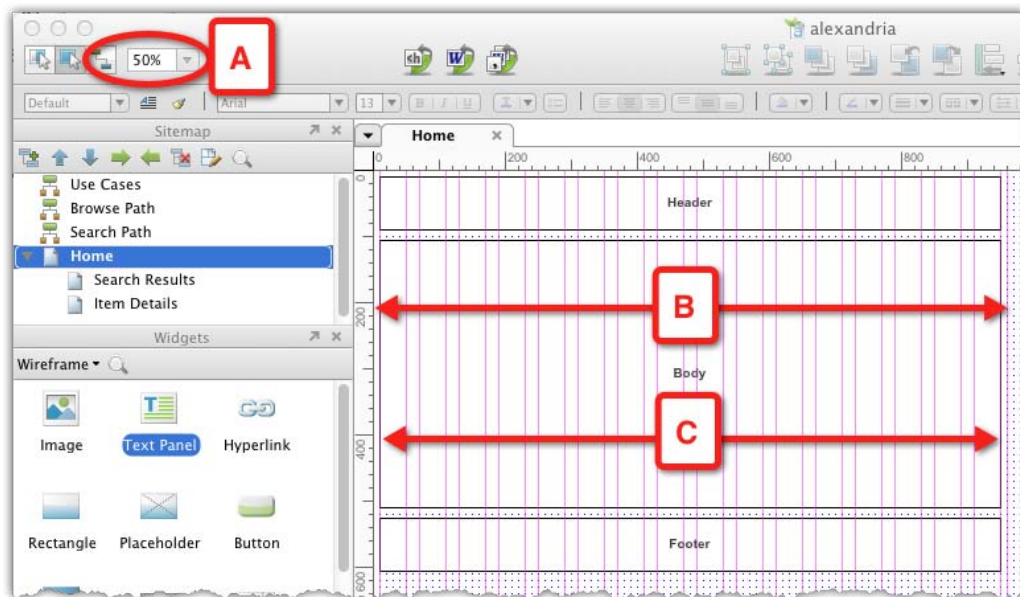 alexandria
50%
A
Default
Arial
13
B I U
Sitemap
Home
0 200 400 600 800
Use Cases
Browse Path
Search Path
Home
Search Results
Item Details
0
200
400
600
Header
B
Body
C
Footer
Widgets
Wireframe
Image Text Panel Hyperlink
Rectangle Placeholder Button